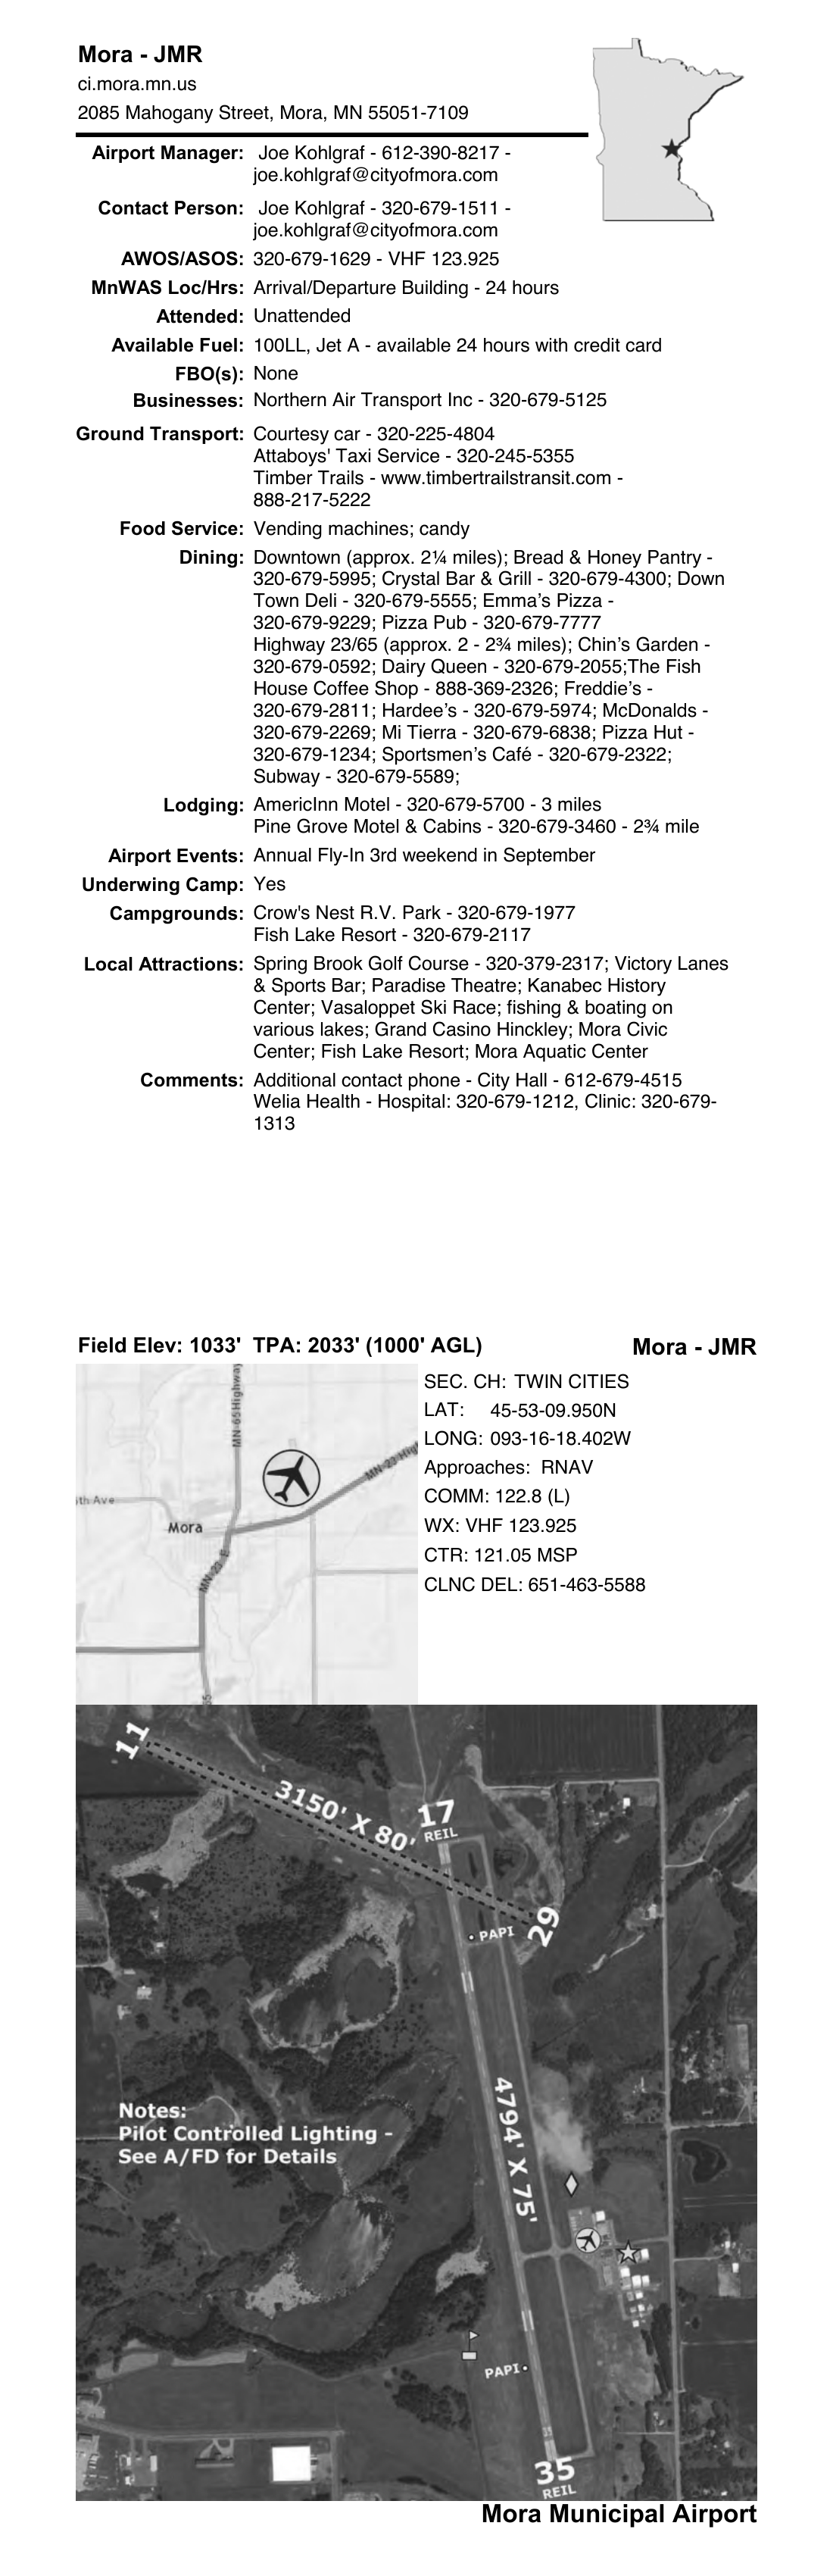 Mora - JMR
ci.mora.mn.us
2085 Mahogany Street, Mora, MN 55051-7109
Airport Manager: Joe Kohlgraf - 612-390-8217 -
joe.kohlgraf@cityofmora.com
Contact Person: Joe Kohlgraf - 320-679-1511 -
joe.kohlgraf@cityofmora.com
AWOS/ASOS: 320-679-1629 - VHF 123.925
MnWAS Loc/Hrs: Arrival/Departure Building - 24 hours
Attended: Unattended
Available Fuel: 100LL, Jet A - available 24 hours with credit card
FBO(s): None
Businesses: Northern Air Transport Inc - 320-679-5125
Ground Transport: Courtesy car - 320-225-4804
Attaboys' Taxi Service - 320-245-5355
Timber Trails - www.timbertrailstransit.com -
888-217-5222
Food Service: Vending machines; candy
Dining: Downtown (approx. 2¼ miles); Bread & Honey Pantry -
320-679-5995; Crystal Bar & Grill - 320-679-4300; Down
Town Deli - 320-679-5555; Emma’s Pizza -
320-679-9229; Pizza Pub - 320-679-7777
Highway 23/65 (approx. 2 - 2¾ miles); Chin’s Garden -
320-679-0592; Dairy Queen - 320-679-2055;The Fish
House Coffee Shop - 888-369-2326; Freddie’s -
320-679-2811; Hardee’s - 320-679-5974; McDonalds -
320-679-2269; Mi Tierra - 320-679-6838; Pizza Hut -
320-679-1234; Sportsmen’s Café - 320-679-2322;
Subway - 320-679-5589;
Lodging: AmericInn Motel - 320-679-5700 - 3 miles
Pine Grove Motel & Cabins - 320-679-3460 - 2¾ mile
Airport Events: Annual Fly-In 3rd weekend in September
Underwing Camp: Yes
Campgrounds: Crow's Nest R.V. Park - 320-679-1977
Fish Lake Resort - 320-679-2117
Local Attractions: Spring Brook Golf Course - 320-379-2317; Victory Lanes
& Sports Bar; Paradise Theatre; Kanabec History
Center; Vasaloppet Ski Race; fishing & boating on
various lakes; Grand Casino Hinckley; Mora Civic
Center; Fish Lake Resort; Mora Aquatic Center
Comments: Additional contact phone - City Hall - 612-679-4515
Welia Health - Hospital: 320-679-1212, Clinic: 320-679-
1313
Field Elev: 1033' TPA: 2033' (1000' AGL)
Mora - JMR
SEC. CH: TWIN CITIES
LAT: 45-53-09.950N
LONG: 093-16-18.402W
Approaches: RNAV
COMM: 122.8 (L)
WX: VHF 123.925
CTR: 121.05 MSP
CLNC DEL: 651-463-5588
MN-65 Highway
MN-23 High
th Ave
Mora
MN-23 E
65
11
3150' X 80'
17
REIL
29
PAPI
4794' X 75'
Notes:
Pilot Controlled Lighting -
See A/FD for Details
PAPI
35
REIL
Mora Municipal Airport